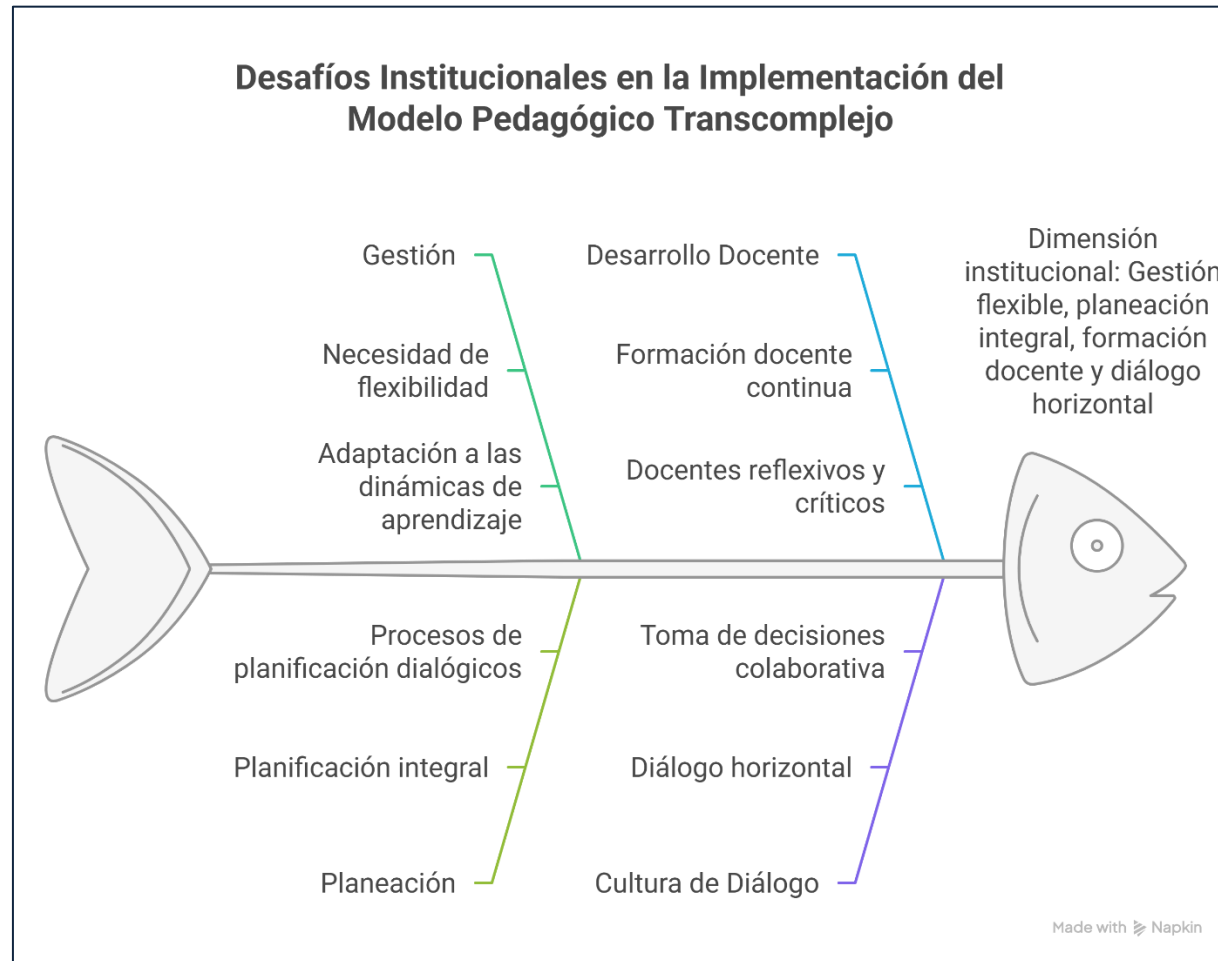 Desafíos Institucionales en la Implementación del
Modelo Pedagógico Transcomplejo
Gestión
Necesidad de
flexibilidad
Adaptación a las
dinámicas de
aprendizaje
Desarrollo Docente
Formación docente
continua
Docentes reflexivos y
críticos
Dimensión
institucional: Gestión
flexible, planeación
integral, formación
docente y diálogo
horizontal
Procesos de
planificación dialógicos
Planificación integral
Planeación
Toma de decisiones
colaborativa
Diálogo horizontal
Cultura de Diálogo
Made with Napkin